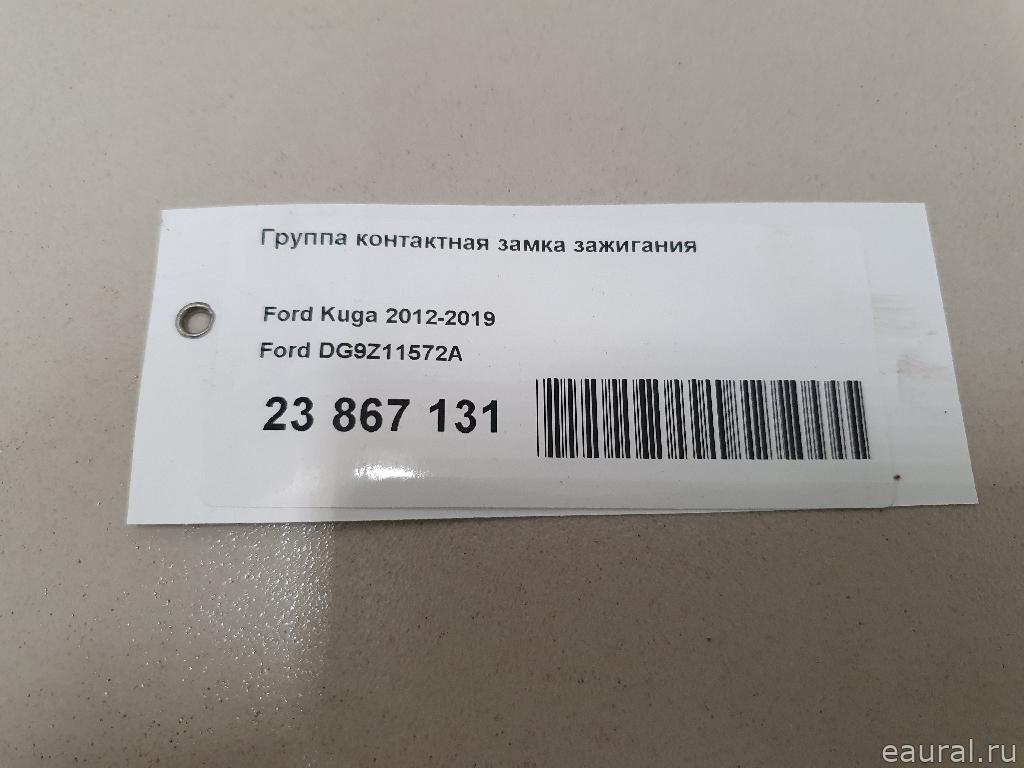 Группа контактная замка зажигания
Ford Kuga 2012-2019
Ford DG9Z11572A
23 867 131
eaural.ru